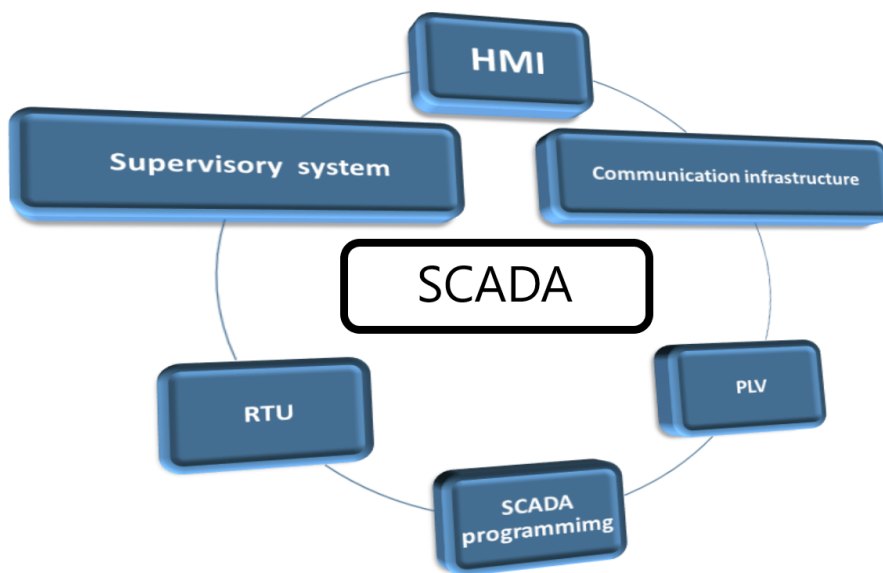 HMI
Supervisory system
Communication infrastructure
SCADA
RTU
PLV
SCADA
programmimg